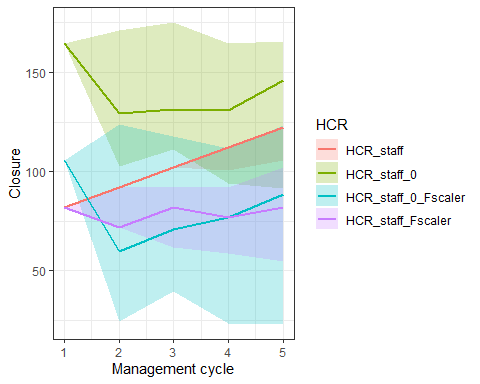 150
100
50
Closure
1 2 3 4 5
Management cycle
HCR
HCR_staff
HCR_staff_0
HCR_staff_0_Fscaler
HCR_staff_Fscaler